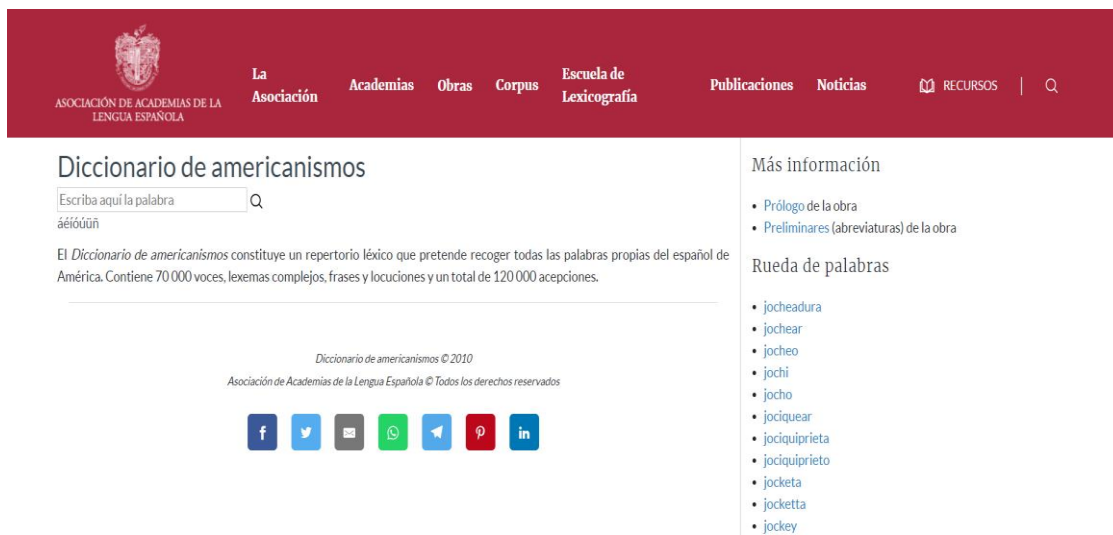 ASOCIACIÓN DE ACADEMIAS DE LA
LENGUA ESPAÑOLA
La
Asociación
Academias
Obras
Corpus
Escuela de
Lexicografía
Publicaciones
Noticias
RECURSOS
Diccionario de americanismos
Escriba aquí la palabra
áéíóúüñ
El Diccionario de americanismos constituye un repertorio léxico que pretende recoger todas las palabras propias del español de
América. Contiene 70 000 voces, lexemas complejos, frases y locuciones y un total de 120 000 acepciones.
Diccionario de americanismos © 2010
Asociación de Academias de la Lengua Española © Todos los derechos reservados
Más información
• Prólogo de la obra
• Preliminares (abreviaturas) de la obra
Rueda de palabras
• jocheadura
• jochear
• jocheo
• jochi
• jocho
• jociquear
• jociquiprieta
• jociquiprieto
• jocketa
• jocketta
• jockey